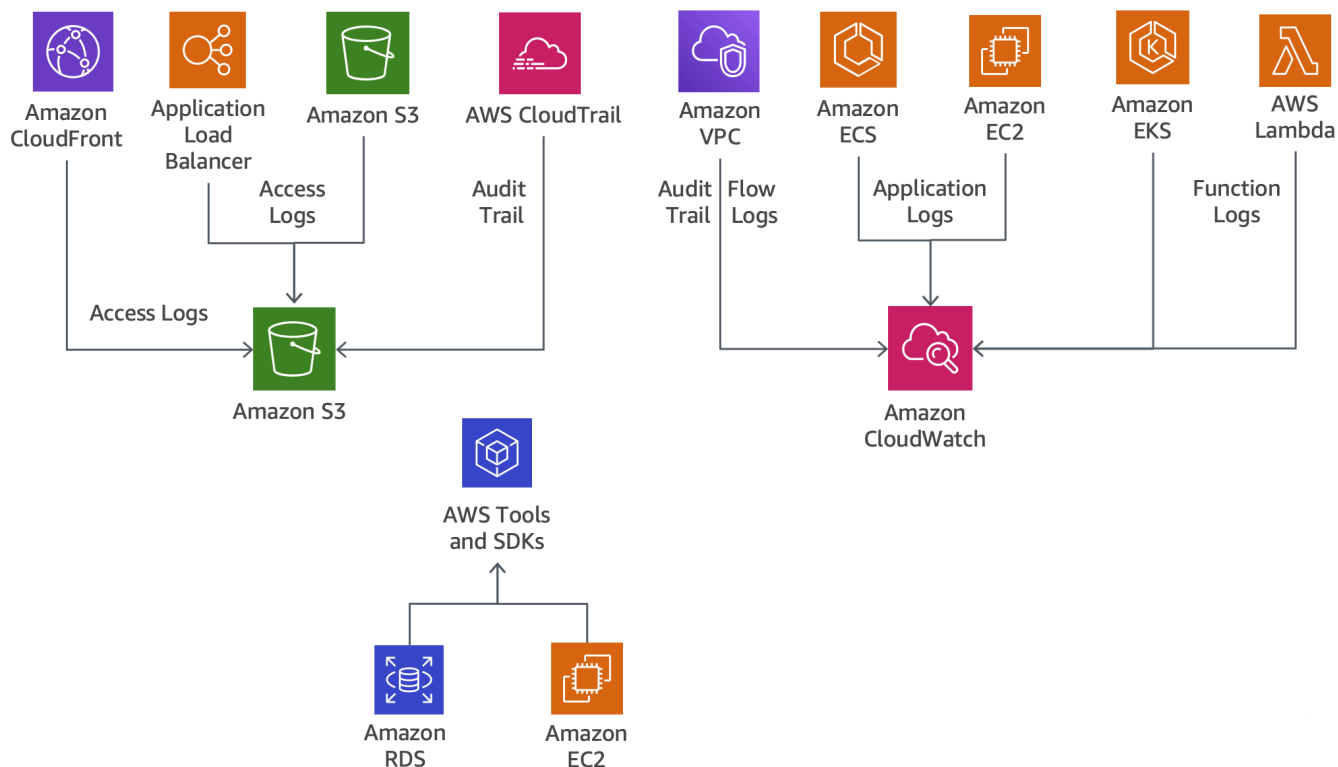 Amazon
CloudFront
Application
Load
Balancer
Amazon S3
AWS CloudTrail
Amazon
VPC
Amazon
ECS
Amazon
EC2
Amazon
EKS
AWS
Lambda
Access
Logs
Audit
Trail
Audit
Trail
Flow
Logs
Application
Logs
Function
Logs
Access Logs
Amazon S3
Amazon
CloudWatch
AWS Tools
and SDKs
Amazon
RDS
Amazon
EC2
K